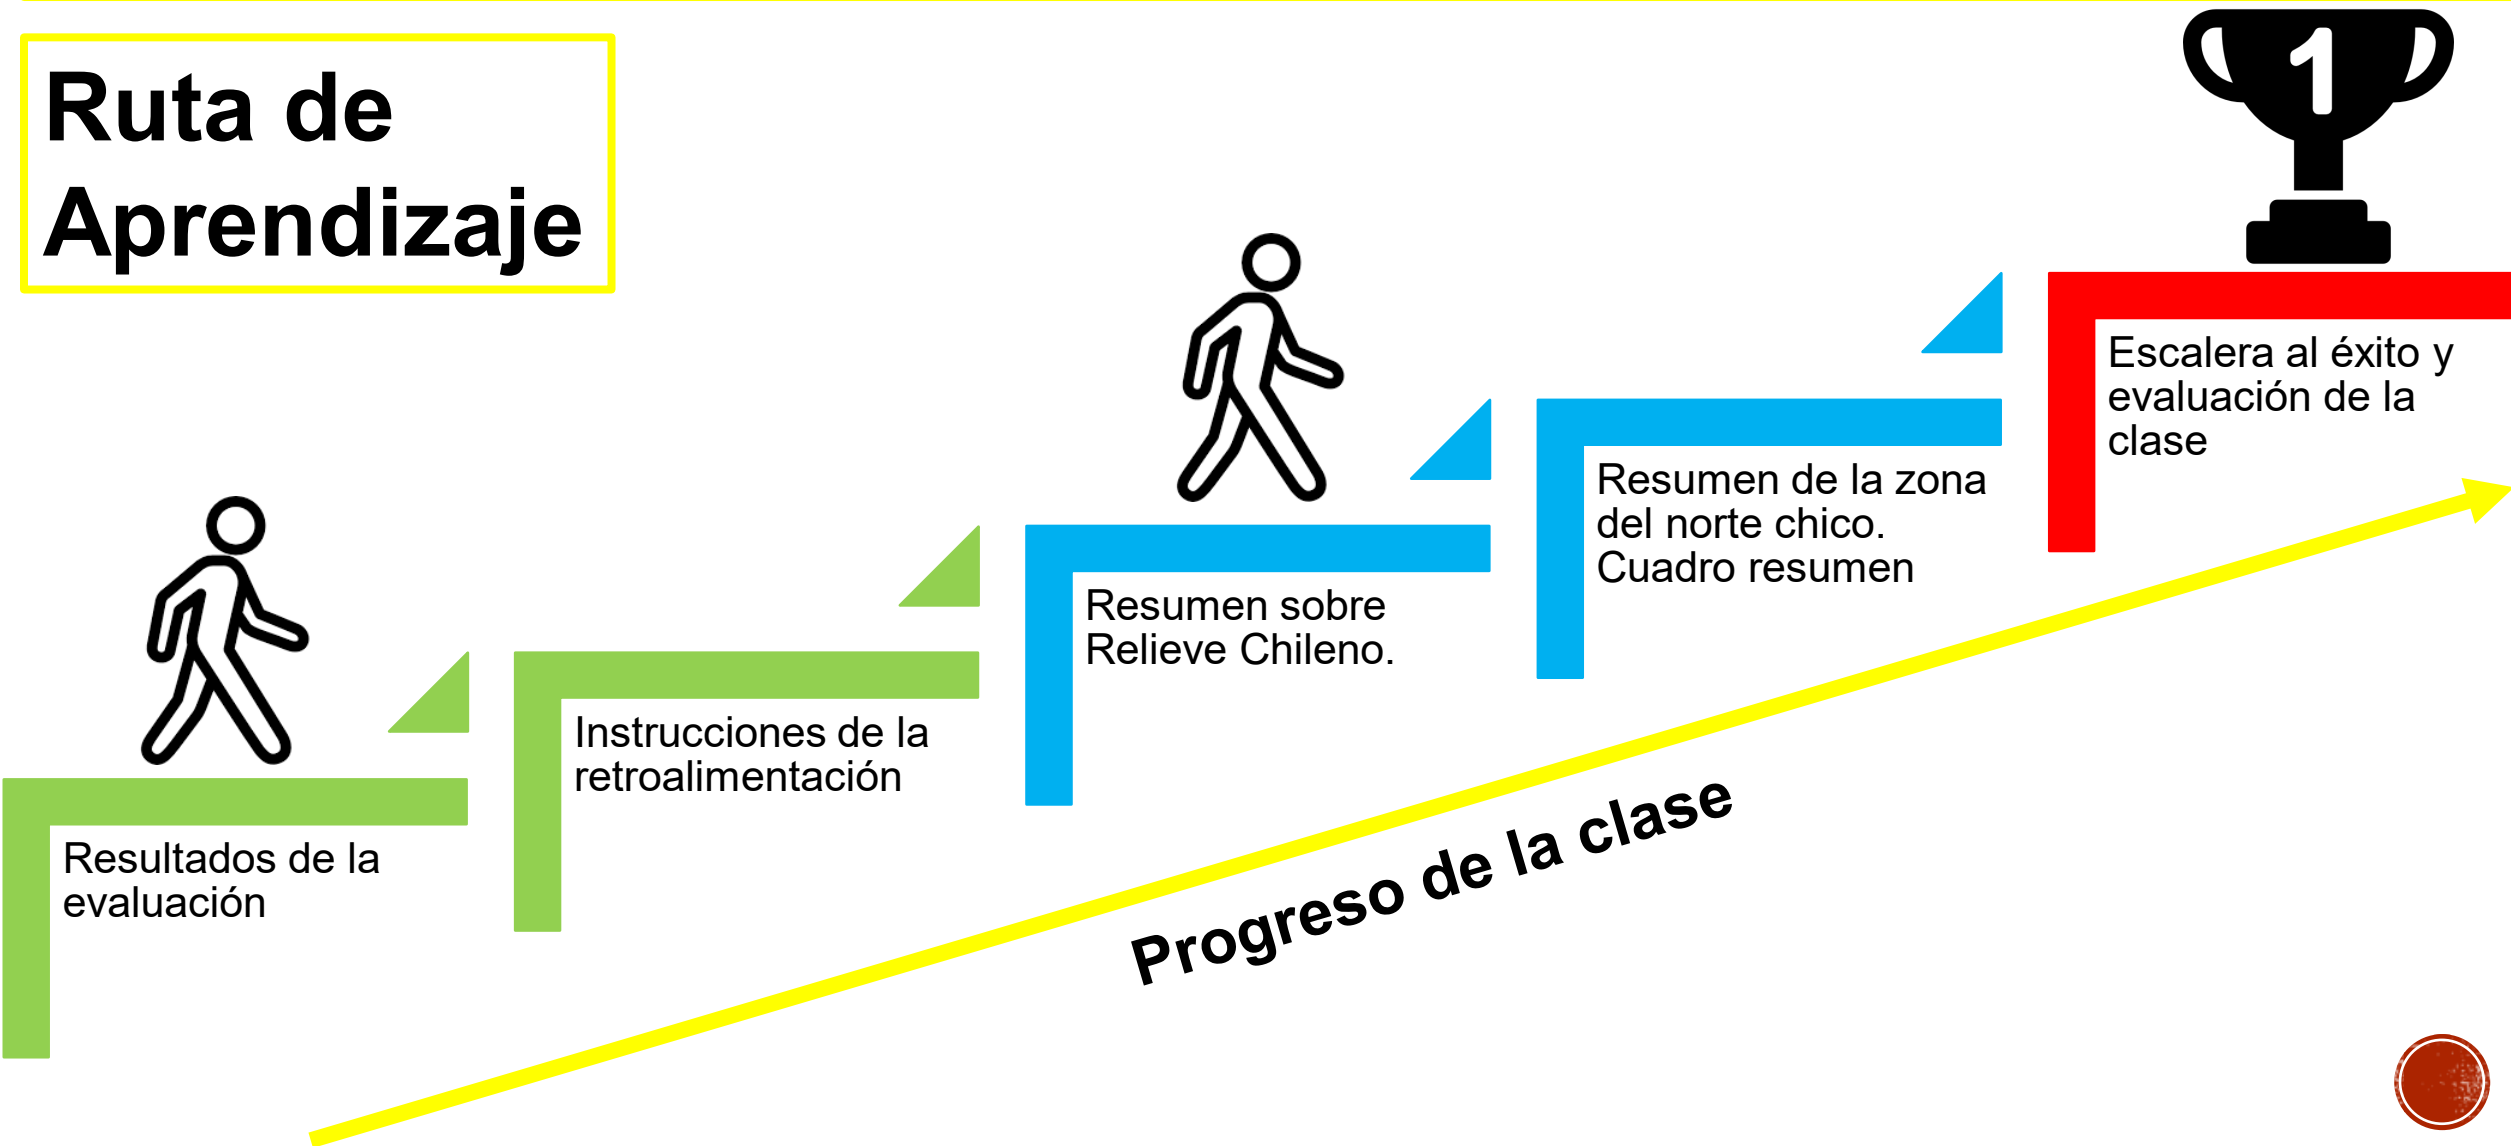 Ruta de
Aprendizaje
1
Escalera al éxito y
evaluación de la
clase
Resumen de la zona
del norte chico.
Cuadro resumen
Resumen sobre
Relieve Chileno.
Instrucciones de la
retroalimentación
Resultados de la
evaluación
Progreso de la clase